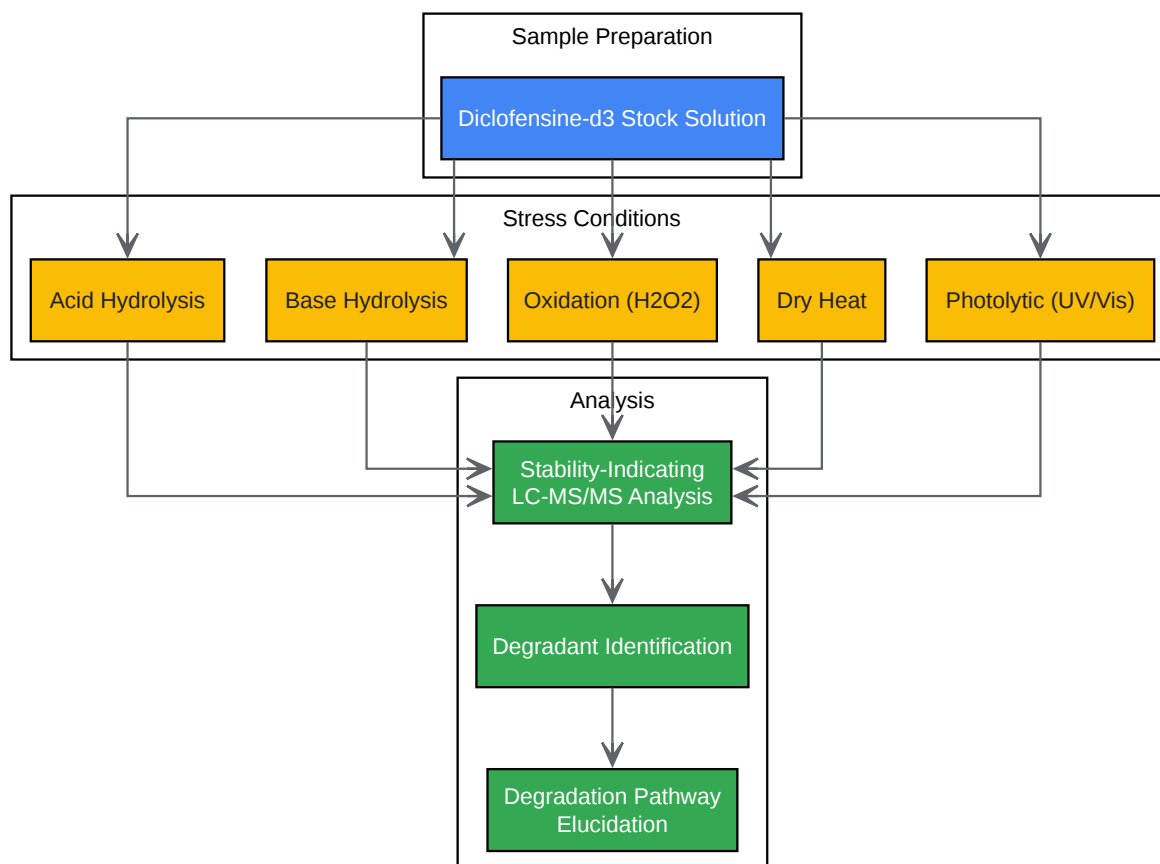 Sample Preparation
Diclofensine-d3 Stock Solution
Stress Conditions
Acid Hydrolysis
Base Hydrolysis
Oxidation (H2O2)
Dry Heat
Photolytic (UV/Vis)
Analysis
Stability-Indicating
LC-MS/MS Analysis
Degradant Identification
Degradation Pathway
Elucidation